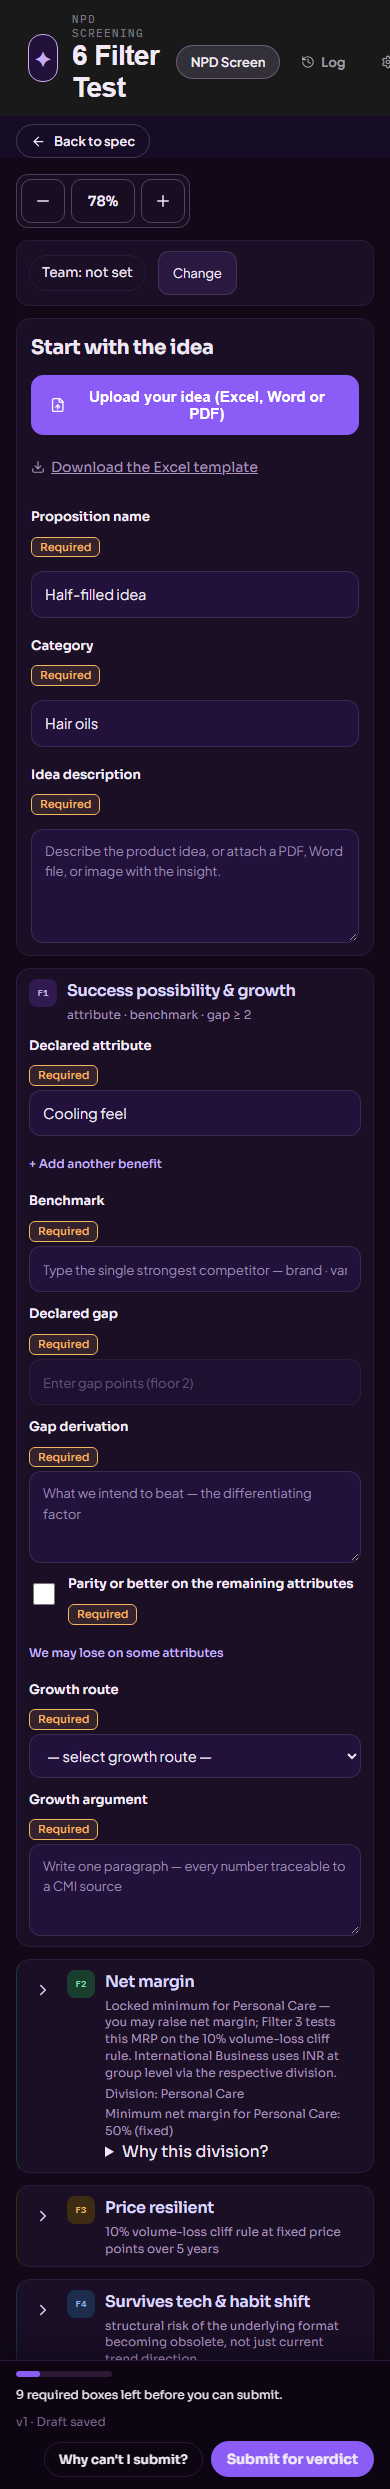 NPD
SCREENING
6 Filter
Test
NPD Screen
Log
Back to spec
78%
Team: not set
Change
Start with the idea
Upload your idea (Excel, Word or
PDF)
Download the Excel template
Proposition name
Required
Half-filled idea
Category
Required
Hair oils
Idea description
Required
Describe the product idea, or attach a PDF, Word
file, or image with the insight.
F1
Success possibility & growth
attribute · benchmark · gap ≥ 2
Declared attribute
Required
Cooling feel
+ Add another benefit
Benchmark
Required
Type the single strongest competitor — brand · var
Declared gap
Required
Enter gap points (floor 2)
Gap derivation
Required
What we intend to beat — the differentiating
factor
Parity or better on the remaining attributes
Required
We may lose on some attributes
Growth route
Required
— select growth route —
Growth argument
Required
Write one paragraph — every number traceable to
a CMI source
F2
Net margin
Locked minimum for Personal Care —
you may raise net margin; Filter 3 tests
this MRP on the 10% volume-loss cliff
rule. International Business uses INR at
group level via the respective division.
Division: Personal Care
Minimum net margin for Personal Care:
50% (fixed)
Why this division?
F3
Price resilient
10% volume-loss cliff rule at fixed price
points over 5 years
F4
Survives tech & habit shift
structural risk of the underlying format
becoming obsolete, not just current
trend direction
9 required boxes left before you can submit.
v1 · Draft saved
Why can't I submit?
Submit for verdict